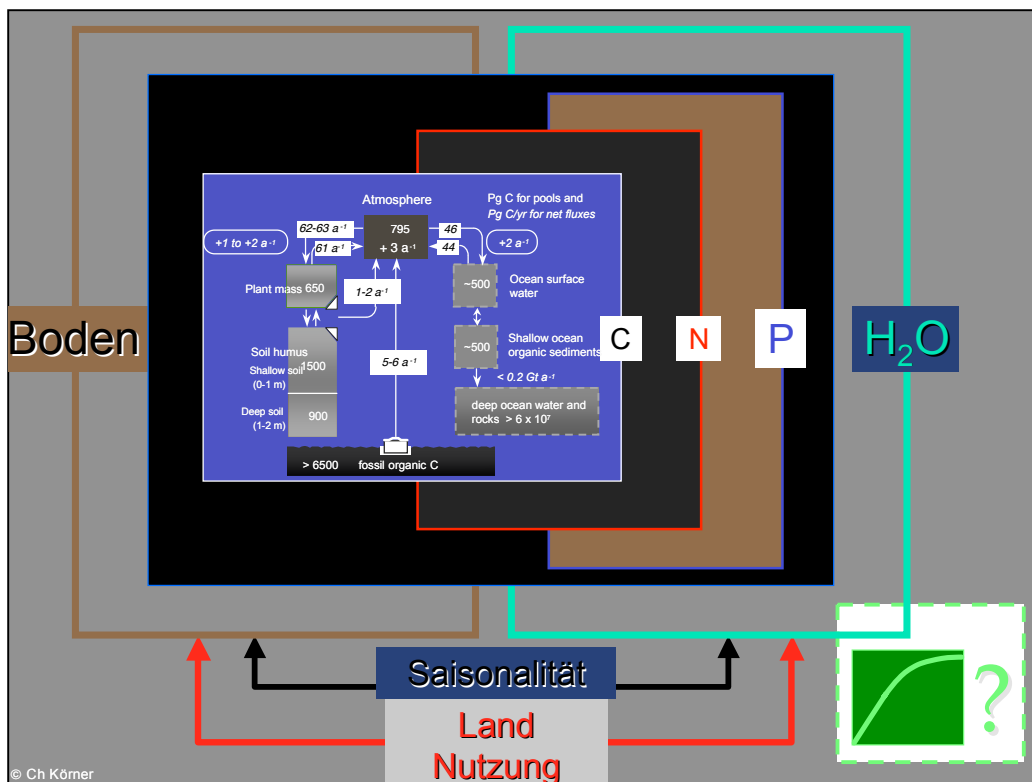 Atmosphere
Pg C for pools and
Pg C/yr for net fluxes
62-63 a⁻¹
795
46
+1 to +2 a⁻¹
61 a⁻¹
+ 3 a⁻¹
44
+2 a⁻¹
Plant mass 650
1-2 a⁻¹
~500
Ocean surface
water
Boden
Soil humus
1500
Shallow soil
(0-1 m)
5-6 a⁻¹
~500
Shallow ocean
organic sediments
C
N
P
H₂O
< 0.2 Gt a⁻¹
Deep soil
(1-2 m)
900
deep ocean water and
rocks > 6 x 10⁷
> 6500 fossil organic C
Saisonalität
Land
Nutzung
?
© Ch Körner